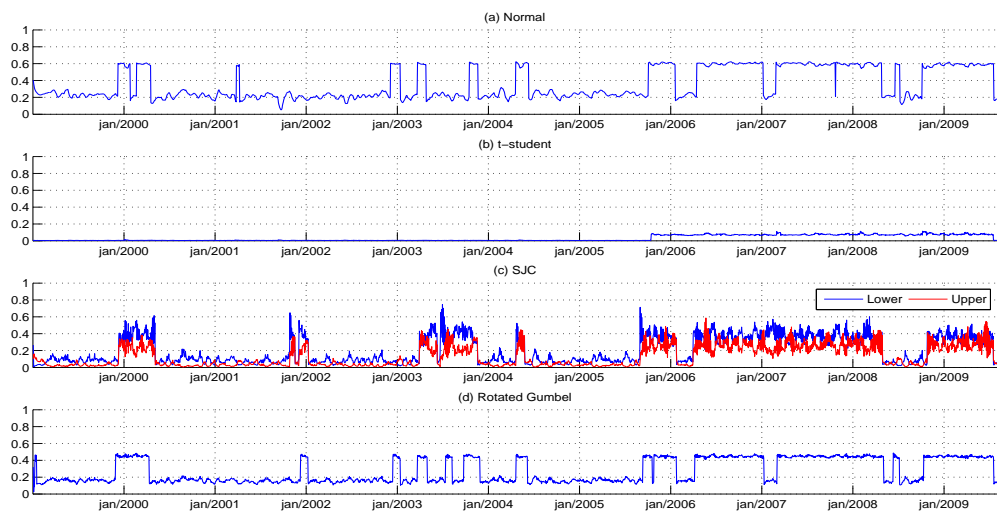 (a) Normal
1
0.8
0.6
0.4
0.2
0
jan/2000 jan/2001 jan/2002 jan/2003 jan/2004 jan/2005 jan/2006 jan/2007 jan/2008 jan/2009
(b) t−student
1
0.8
0.6
0.4
0.2
0
jan/2000 jan/2001 jan/2002 jan/2003 jan/2004 jan/2005 jan/2006 jan/2007 jan/2008 jan/2009
(c) SJC
1
0.8
0.6
0.4
0.2
0
Lower Upper
jan/2000 jan/2001 jan/2002 jan/2003 jan/2004 jan/2005 jan/2006 jan/2007 jan/2008 jan/2009
(d) Rotated Gumbel
1
0.8
0.6
0.4
0.2
0
jan/2000 jan/2001 jan/2002 jan/2003 jan/2004 jan/2005 jan/2006 jan/2007 jan/2008 jan/2009